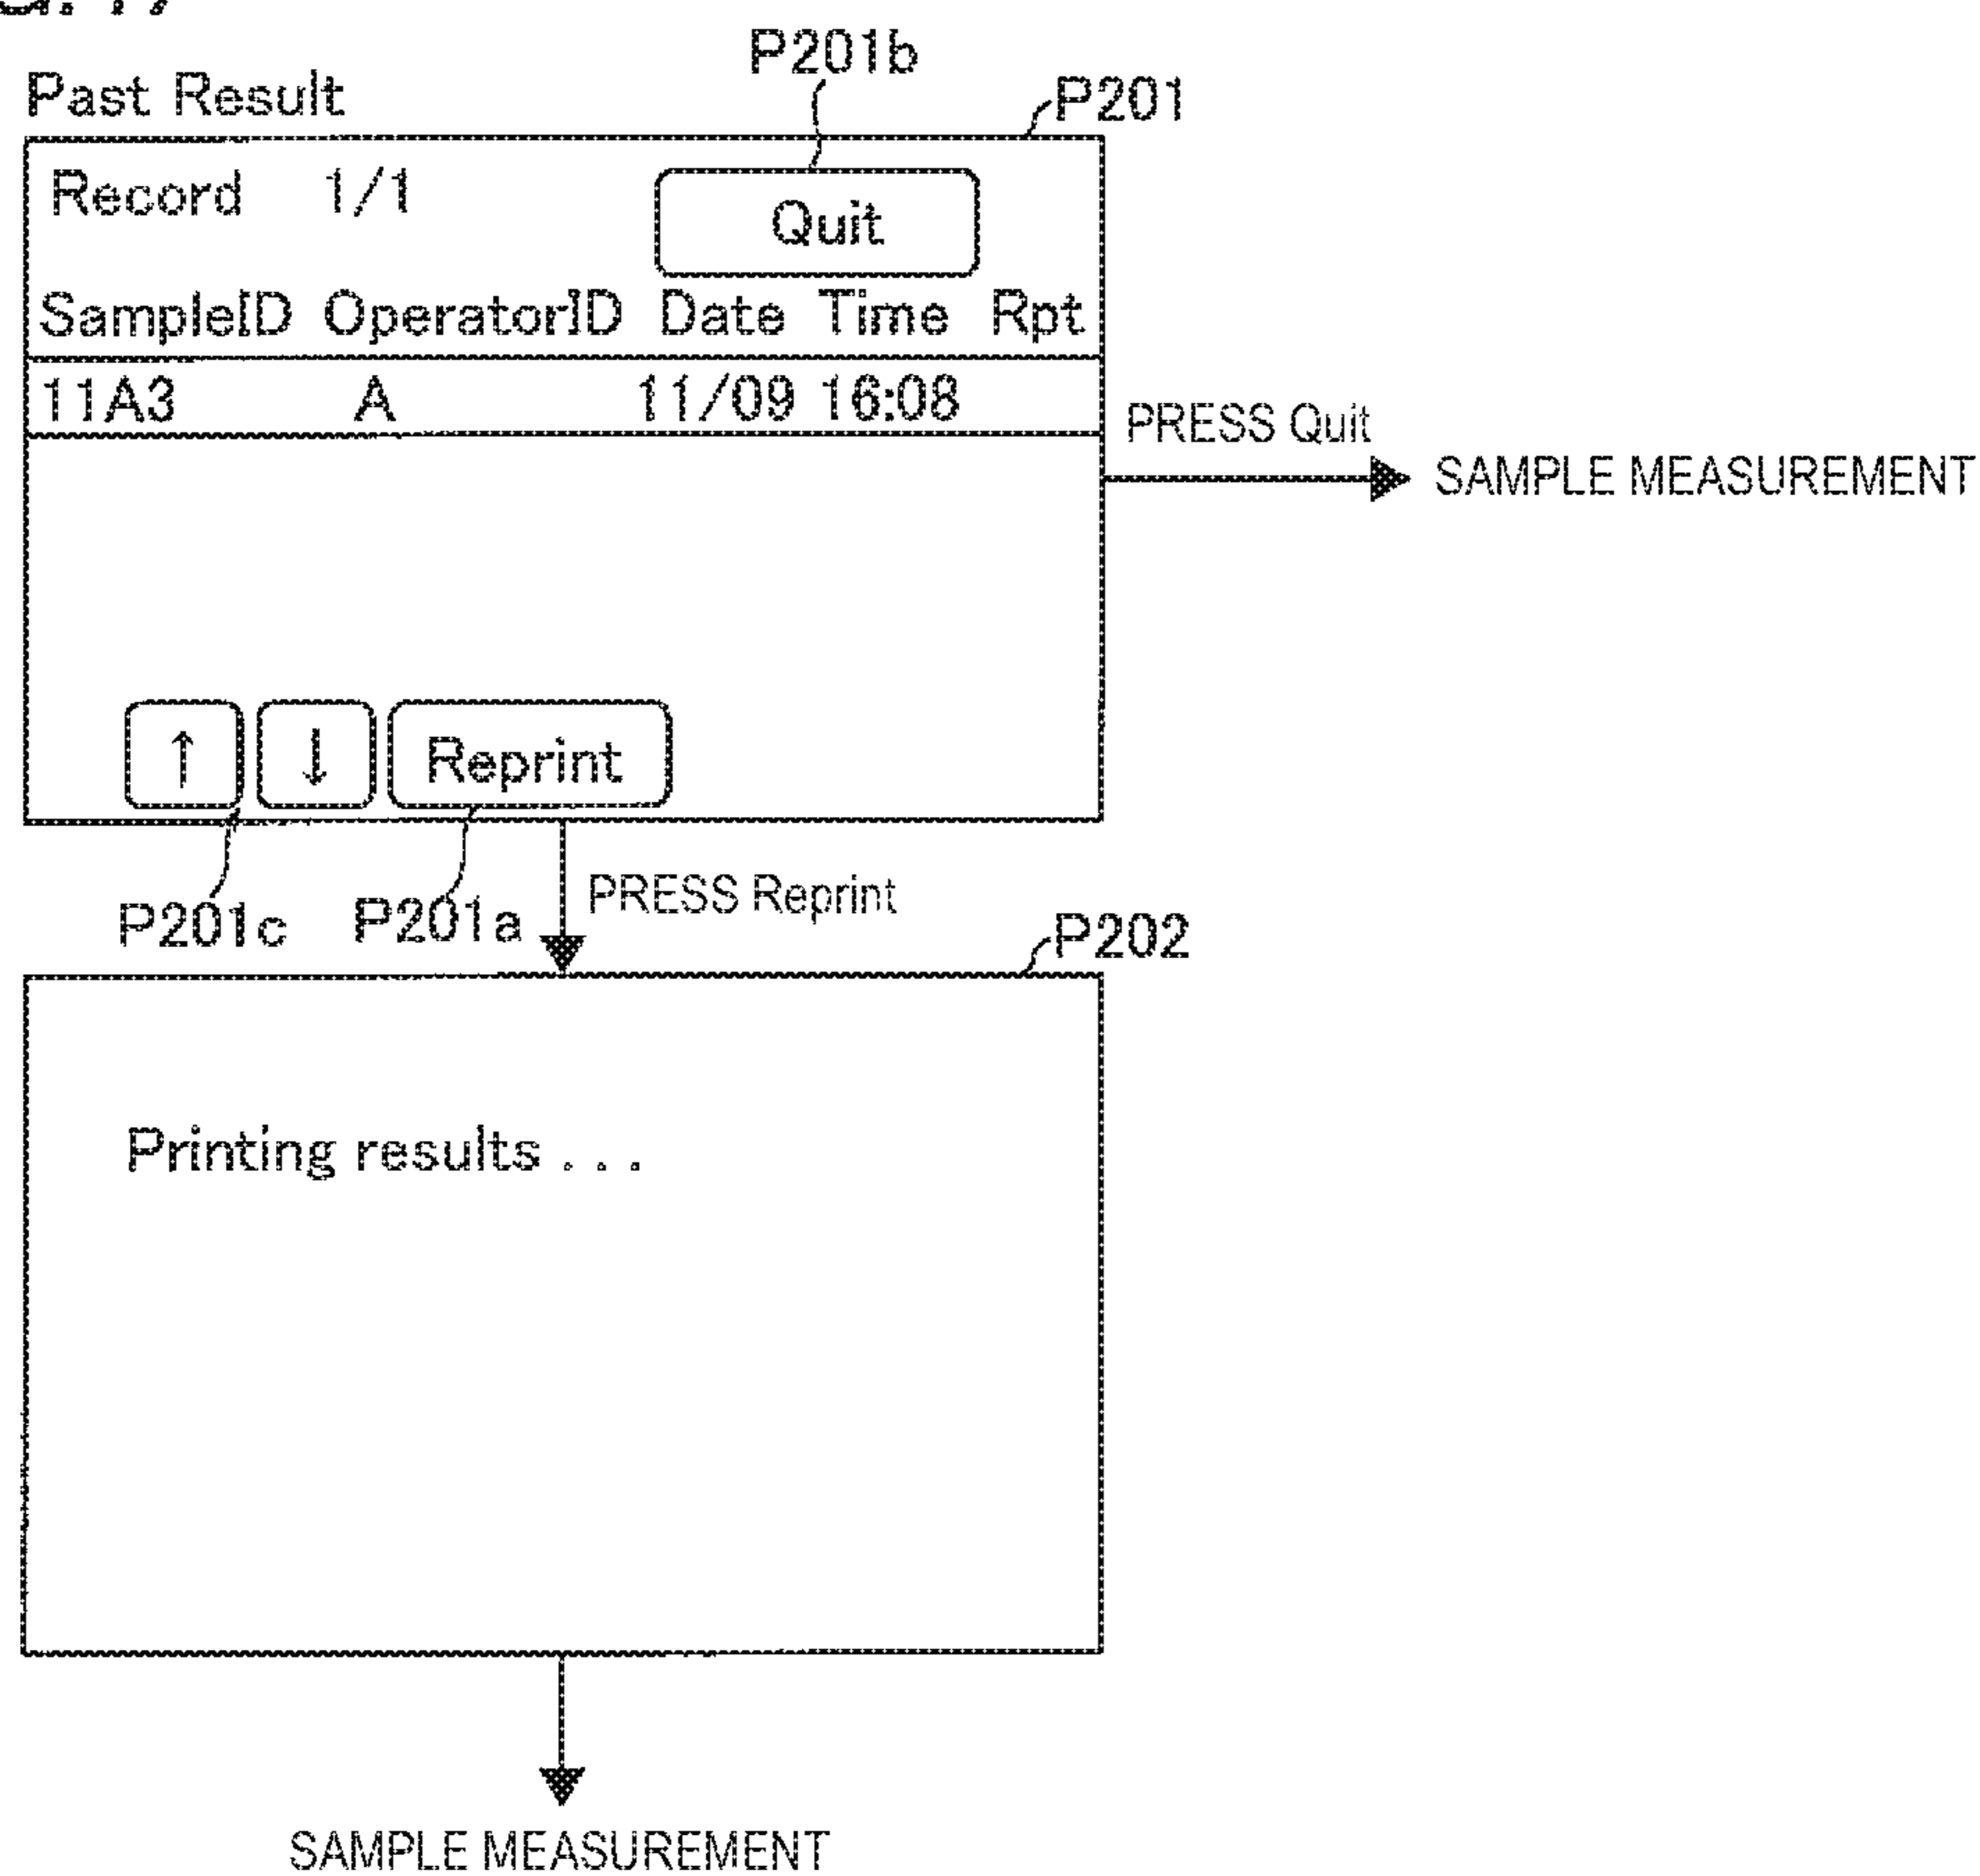 P201b
Past Result
P201
Record 1/1
Quit
SampleID OperatorID Date Time Rpt
11A3 A 11/09 16:08
PRESS Quit
SAMPLE MEASUREMENT
↑ ↓ Reprint
PRESS Reprint
P201c P201a
P202
Printing results . . .
SAMPLE MEASUREMENT